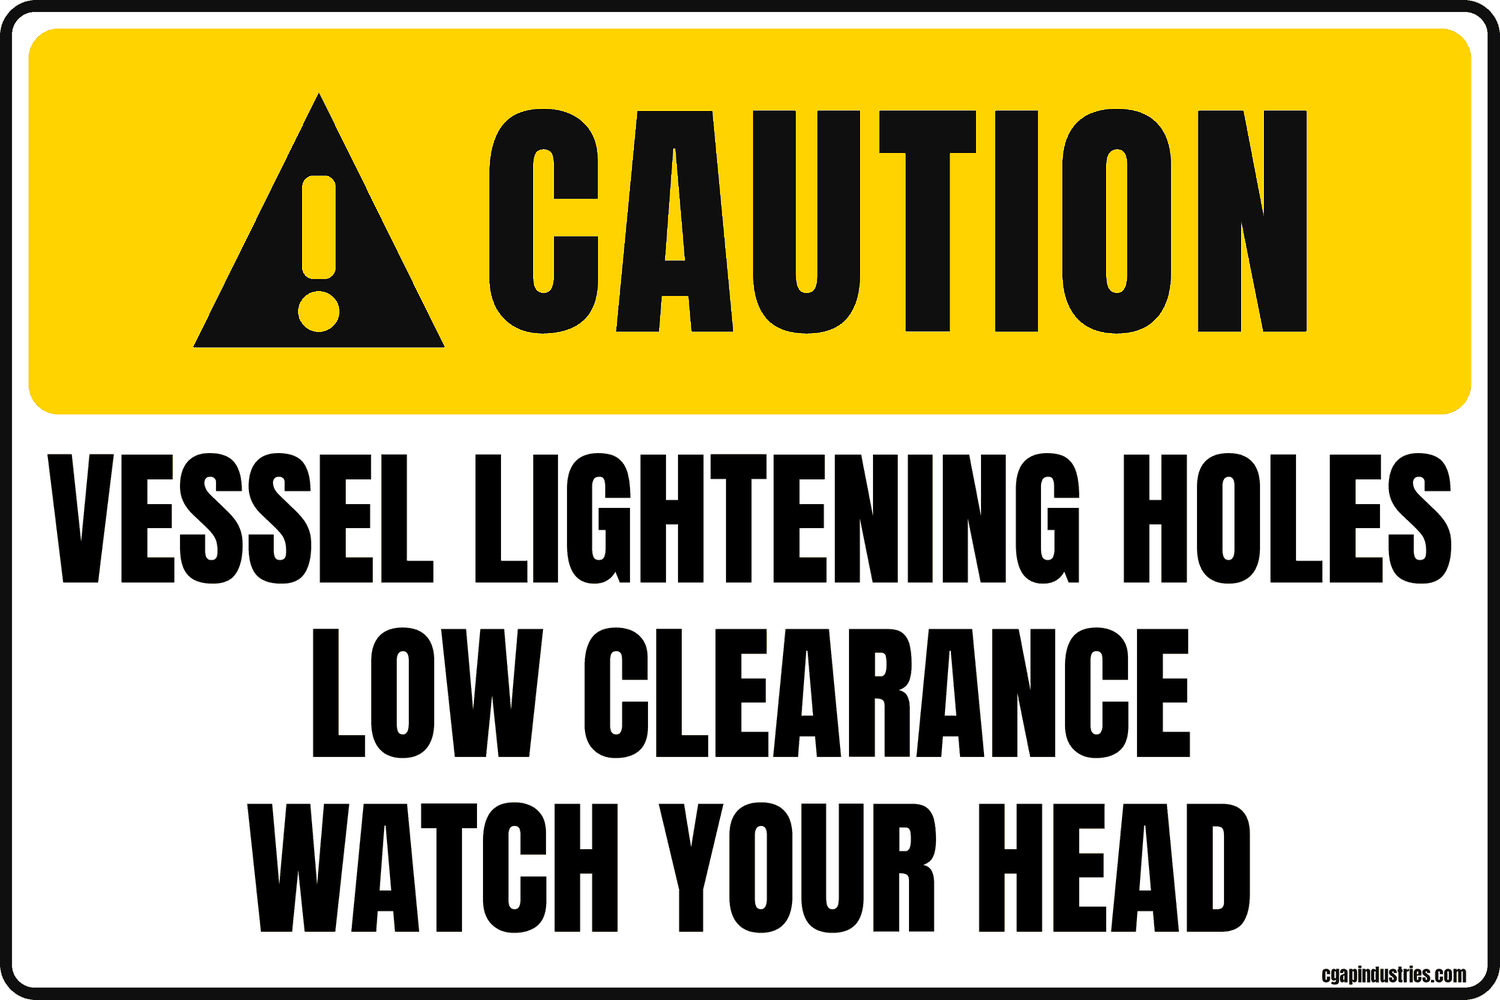 CAUTION
VESSEL LIGHTENING HOLES
LOW CLEARANCE
WATCH YOUR HEAD
cgapindustries.com